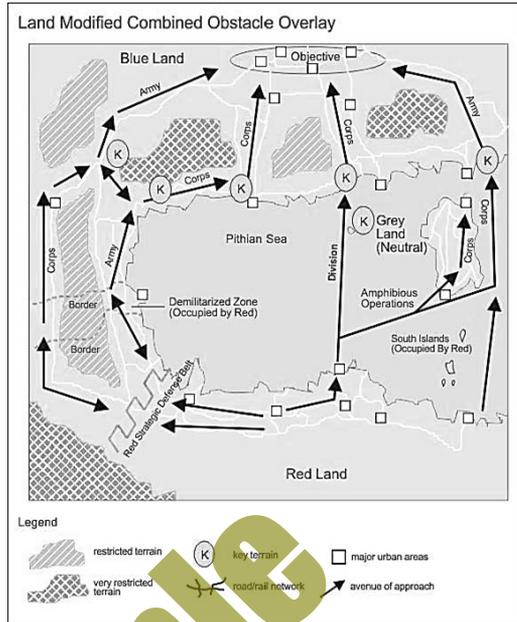 Land Modified Combined Obstacle Overlay
Blue Land
Objective
Army
Army
K
Corps
Corps
K
K
Corps
K
K
K
Corps
Grey
Land
(Neutral)
Pithian Sea
Corps
Army
Division
Corps
Amphibious
Operations
Border
Demilitarized Zone
(Occupied by Red)
Border
South Islands
(Occupied By Red)
Red Strategic Defense Belt
Red Land
Legend
restricted terrain
K
key terrain
major urban areas
very restricted
terrain
road/rail network
avenue of approach